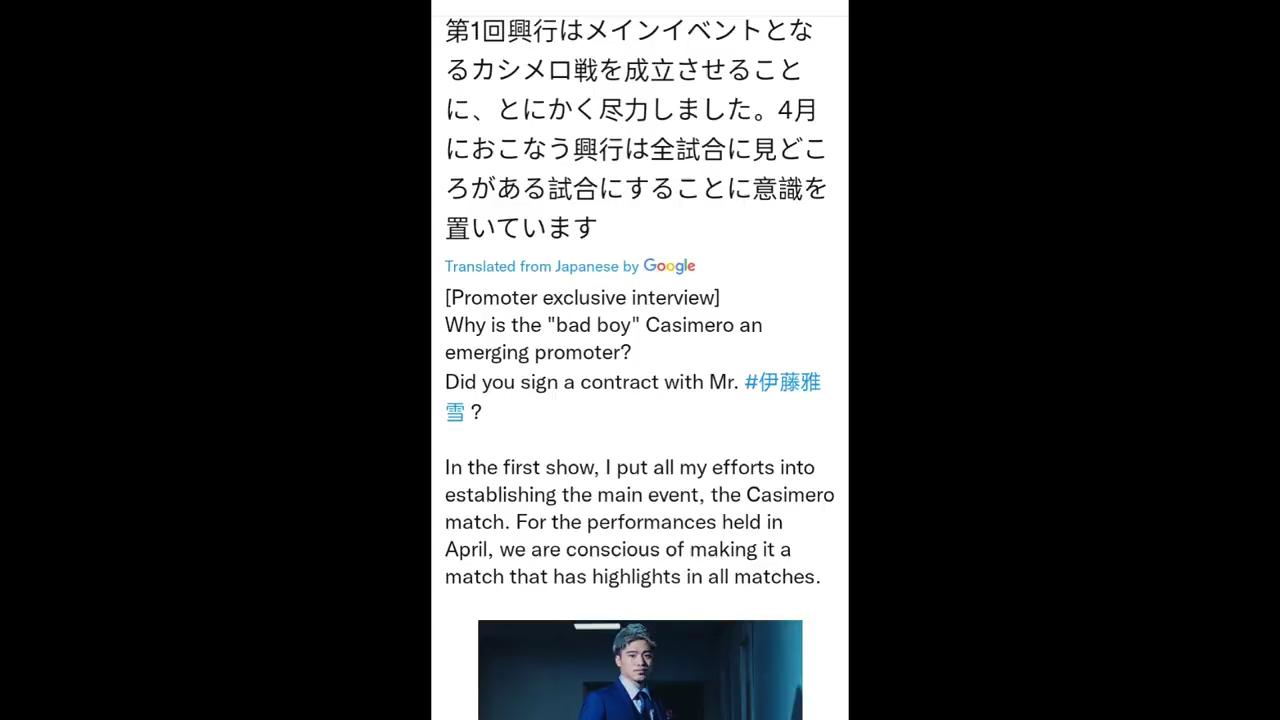 第1回興行はメインイベントとな
るカシメロ戦を成立させること
に、とにかく尽力しました。4月
におこなう興行は全試合に見どこ
ろがある試合にすることに意識を
置いています
Translated from Japanese by Google
[Promoter exclusive interview]
Why is the "bad boy" Casimero an
emerging promoter?
Did you sign a contract with Mr. #伊藤雅
雪 ?
In the first show, I put all my efforts into
establishing the main event, the Casimero
match. For the performances held in
April, we are conscious of making it a
match that has highlights in all matches.